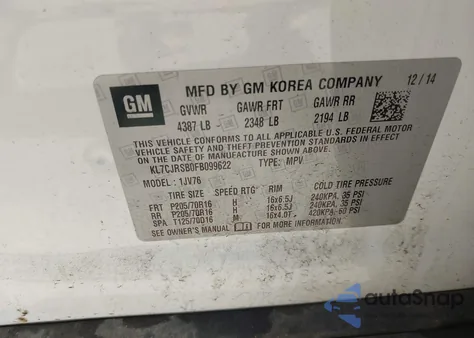 GM
MFD BY GM KOREA COMPANY 12/14
GVWR GAWR FRT GAWR RR
4387 LB 2348 LB 2194 LB
THIS VEHICLE CONFORMS TO ALL APPLICABLE U.S. FEDERAL MOTOR
VEHICLE SAFETY AND THEFT PREVENTION STANDARDS IN EFFECT
ON THE DATE OF MANUFACTURE SHOWN ABOVE.
KL7CJRSB0FB099622 TYPE: MPV
MODEL: 1JV76
TIRE SIZE SPEED RTG RIM COLD TIRE PRESSURE
FRT P205/70R16 H 16x6.5J 240KPA, 35 PSI
RR P205/70R16 H 16x6.5J 240KPA, 35 PSI
SPA T125/70D16 M 16x4.0T 420KPA, 60 PSI
SEE OWNER'S MANUAL FOR MORE INFORMATION.
autoSnap
POWERED BY